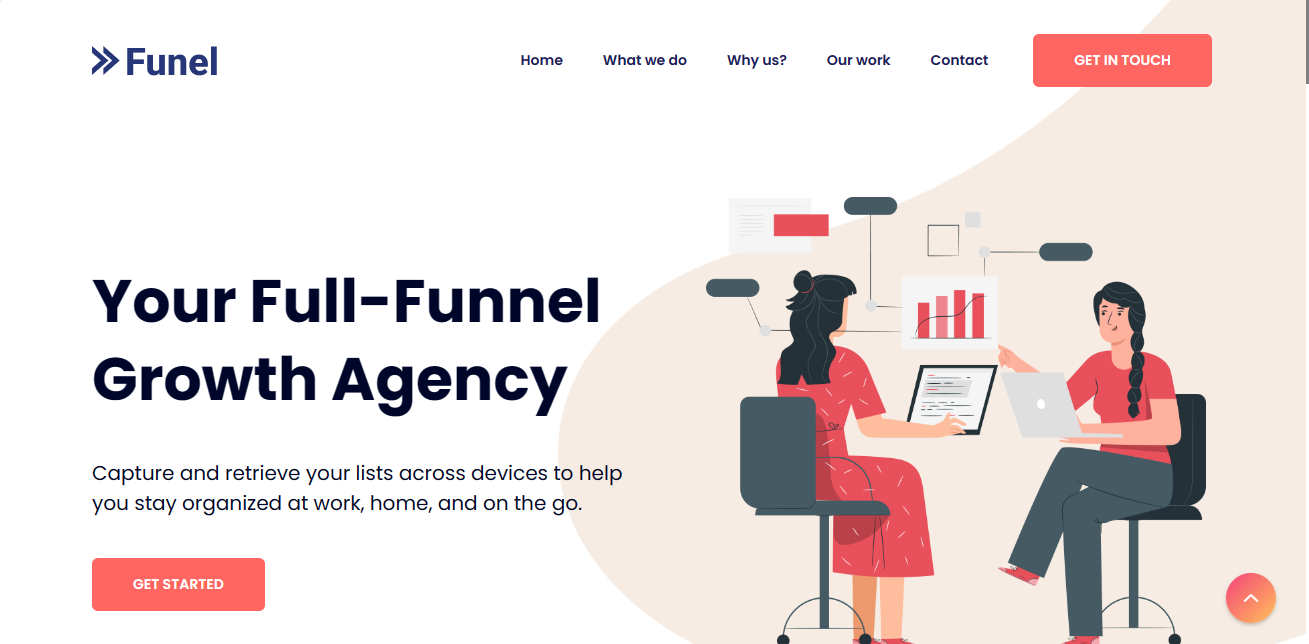 Funel
Home
What we do
Why us?
Our work
Contact
GET IN TOUCH
Your Full-Funnel
Growth Agency
Capture and retrieve your lists across devices to help
you stay organized at work, home, and on the go.
GET STARTED